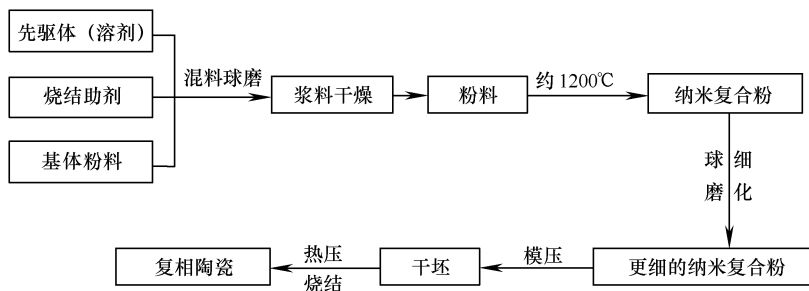 先驱体（溶剂）
烧结助剂
基体粉料
混料球磨
浆料干燥
粉料
约1200℃
纳米复合粉
球细
磨化
更细的纳米复合粉
模压
干坯
热压
烧结
复相陶瓷